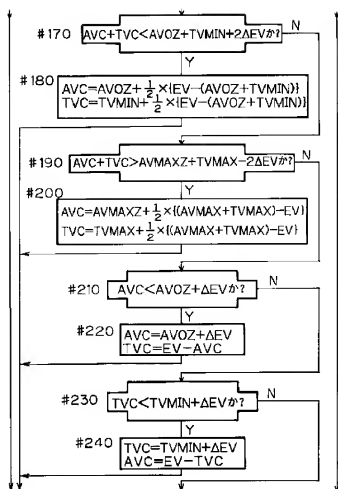 #170
AVC+TVC<AVOZ+TVMIN+2ΔEVか?
N
Y
#180
AVC=AVOZ+1/2×{EV-(AVOZ+TVMIN)}
TVC=TVMIN+1/2×{EV-(AVOZ+TVMIN)}
#190
AVC+TVC>AVMAXZ+TVMAX-2ΔEVか?
N
Y
#200
AVC=AVMAXZ+1/2×{(AVMAX+TVMAX)-EV}
TVC=TVMAX+1/2×{(AVMAX+TVMAX)-EV}
#210
AVC<AVOZ+ΔEVか?
N
Y
#220
AVC=AVOZ+ΔEV
TVC=EV-AVC
#230
TVC<TVMIN+ΔEVか?
N
Y
#240
TVC=TVMIN+ΔEV
AVC=EV-TVC